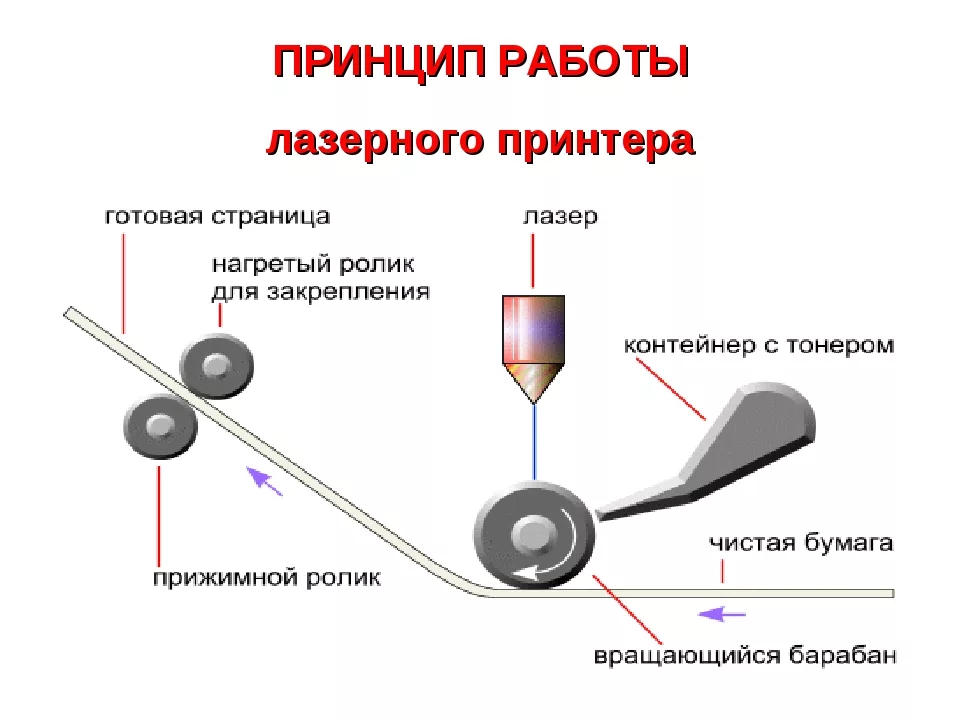 ПРИНЦИП РАБОТЫ
лазерного принтера
готовая страница
лазер
нагретый ролик
для закрепления
контейнер с тонером
чистая бумага
прижимной ролик
вращающийся барабан